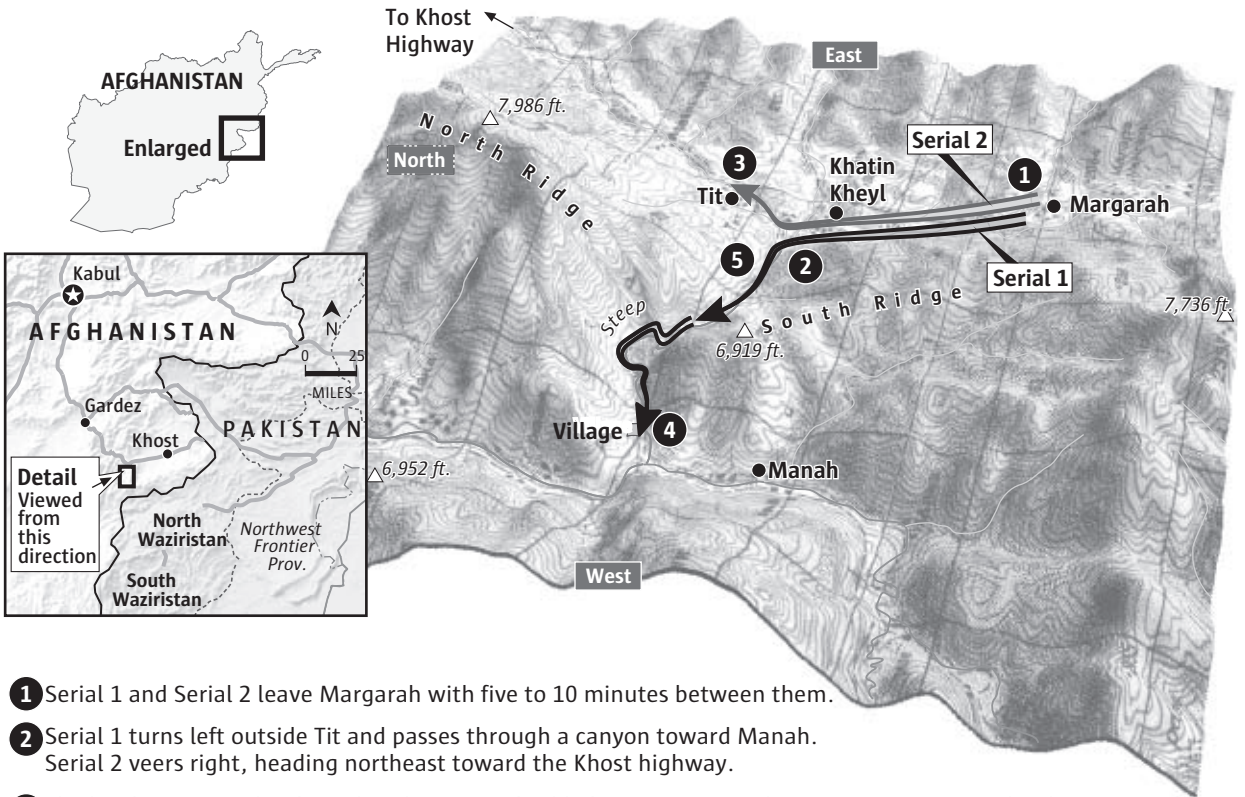 To Khost
Highway
East
AFGHANISTAN
Enlarged
7,986 ft.
North Ridge
North
Serial 2
3
Khatin
Kheyl
1
Tit
Margarah
5
2
Serial 1
Steep
South Ridge
6,919 ft.
7,736 ft.
Village
4
Manah
6,952 ft.
West
Kabul
AFGHANISTAN
N
0 25
MILES
Gardez
Khost
PAKISTAN
Detail
Viewed
from
this
direction
North
Waziristan
Northwest
Frontier
Prov.
South
Waziristan
1 Serial 1 and Serial 2 leave Margarah with five to 10 minutes between them.
2 Serial 1 turns left outside Tit and passes through a canyon toward Manah.
Serial 2 veers right, heading northeast toward the Khost highway.